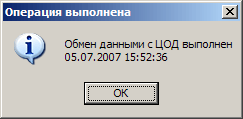 Операция выполнена
Обмен данными с ЦОД выполнен
05.07.2007 15:52:36
OK